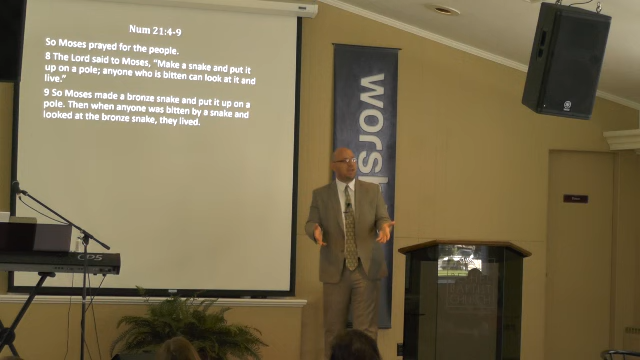 Num 21:4-9
So Moses prayed for the people.
8 The Lord said to Moses, "Make a snake and put it
up on a pole; anyone who is bitten can look at it and
live."
9 So Moses made a bronze snake and put it up on a
pole. Then when anyone was bitten by a snake and
looked at the bronze snake, they lived.
worsh
CP5